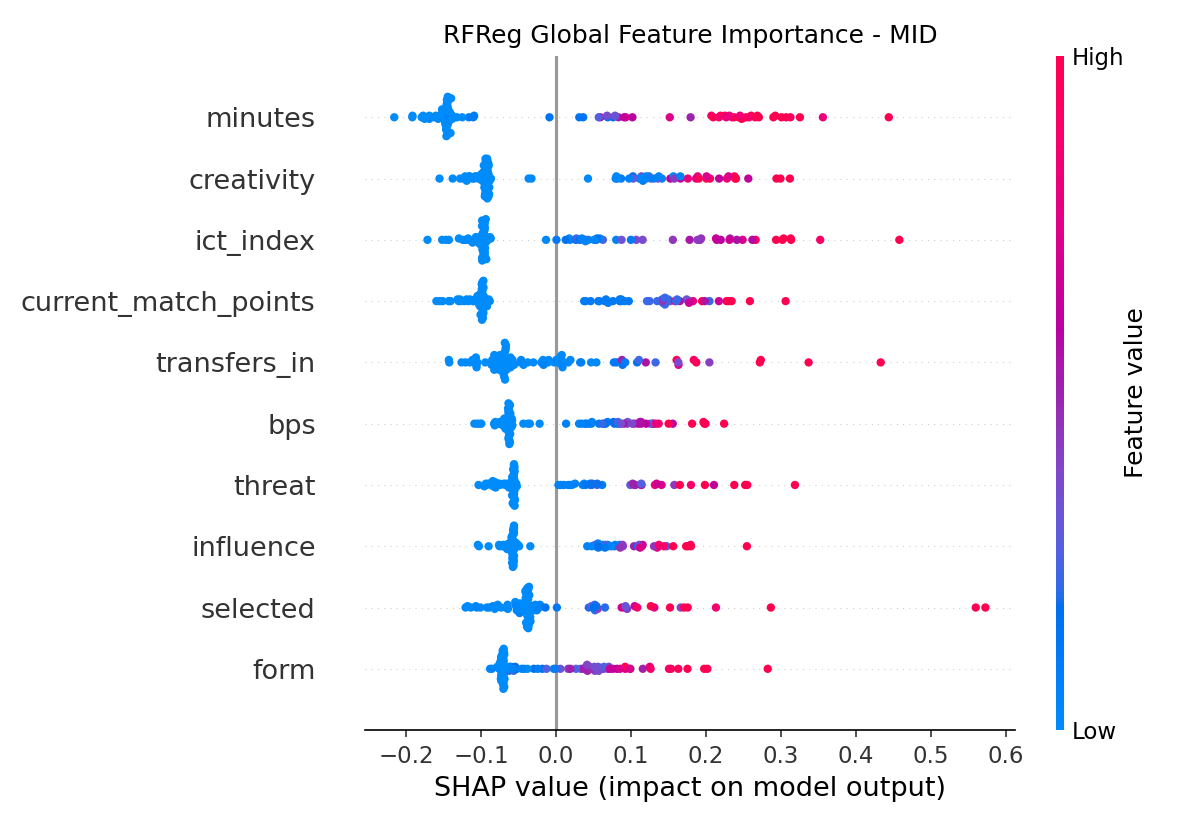 RFReg Global Feature Importance - MID
High
minutes
creativity
ict_index
current_match_points
transfers_in
bps
threat
influence
selected
form
Feature value
Low
−0.2 −0.1 0.0 0.1 0.2 0.3 0.4 0.5 0.6
SHAP value (impact on model output)